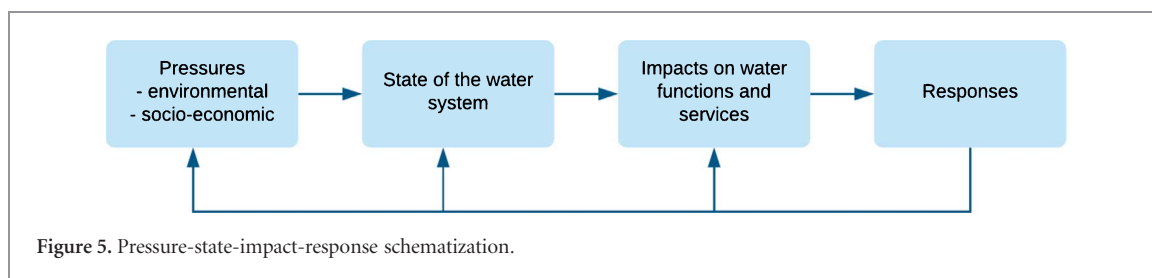 Pressures
- environmental
- socio-economic
State of the water
system
Impacts on water
functions and
services
Responses
Figure 5. Pressure-state-impact-response schematization.